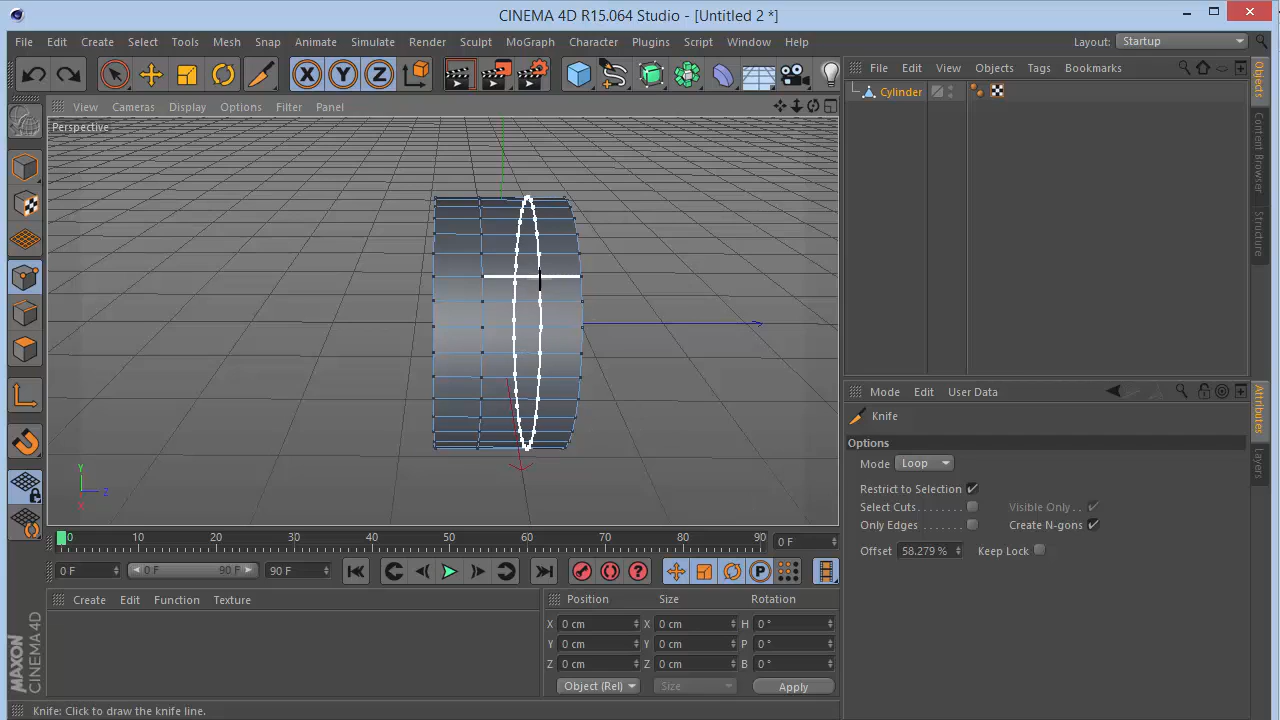 CINEMA 4D R15.064 Studio - [Untitled 2 *]
File Edit Create Select Tools Mesh Snap Animate Simulate Render Sculpt MoGraph Character Plugins Script Window Help Layout: Startup
X Y Z
File Edit View Objects Tags Bookmarks
View Cameras Display Options Filter Panel
Cylinder
Perspective
Objects
Content Browser
Structure
Mode Edit User Data
Knife
Options
Mode Loop
Restrict to Selection
Select Cuts Visible Only
Only Edges Create N-gons
Offset 58.279 % Keep Lock
Attributes
Layers
Y
Z
X
0 10 20 30 40 50 60 70 80 90 0 F
0 F 0 F 90 F 90 F
P
Create Edit Function Texture
Position Size Rotation
X 0 cm X 0 cm H 0 °
Y 0 cm Y 0 cm P 0 °
Z 0 cm Z 0 cm B 0 °
Object (Rel) Size Apply
MAXON
CINEMA 4D
Knife: Click to draw the knife line.